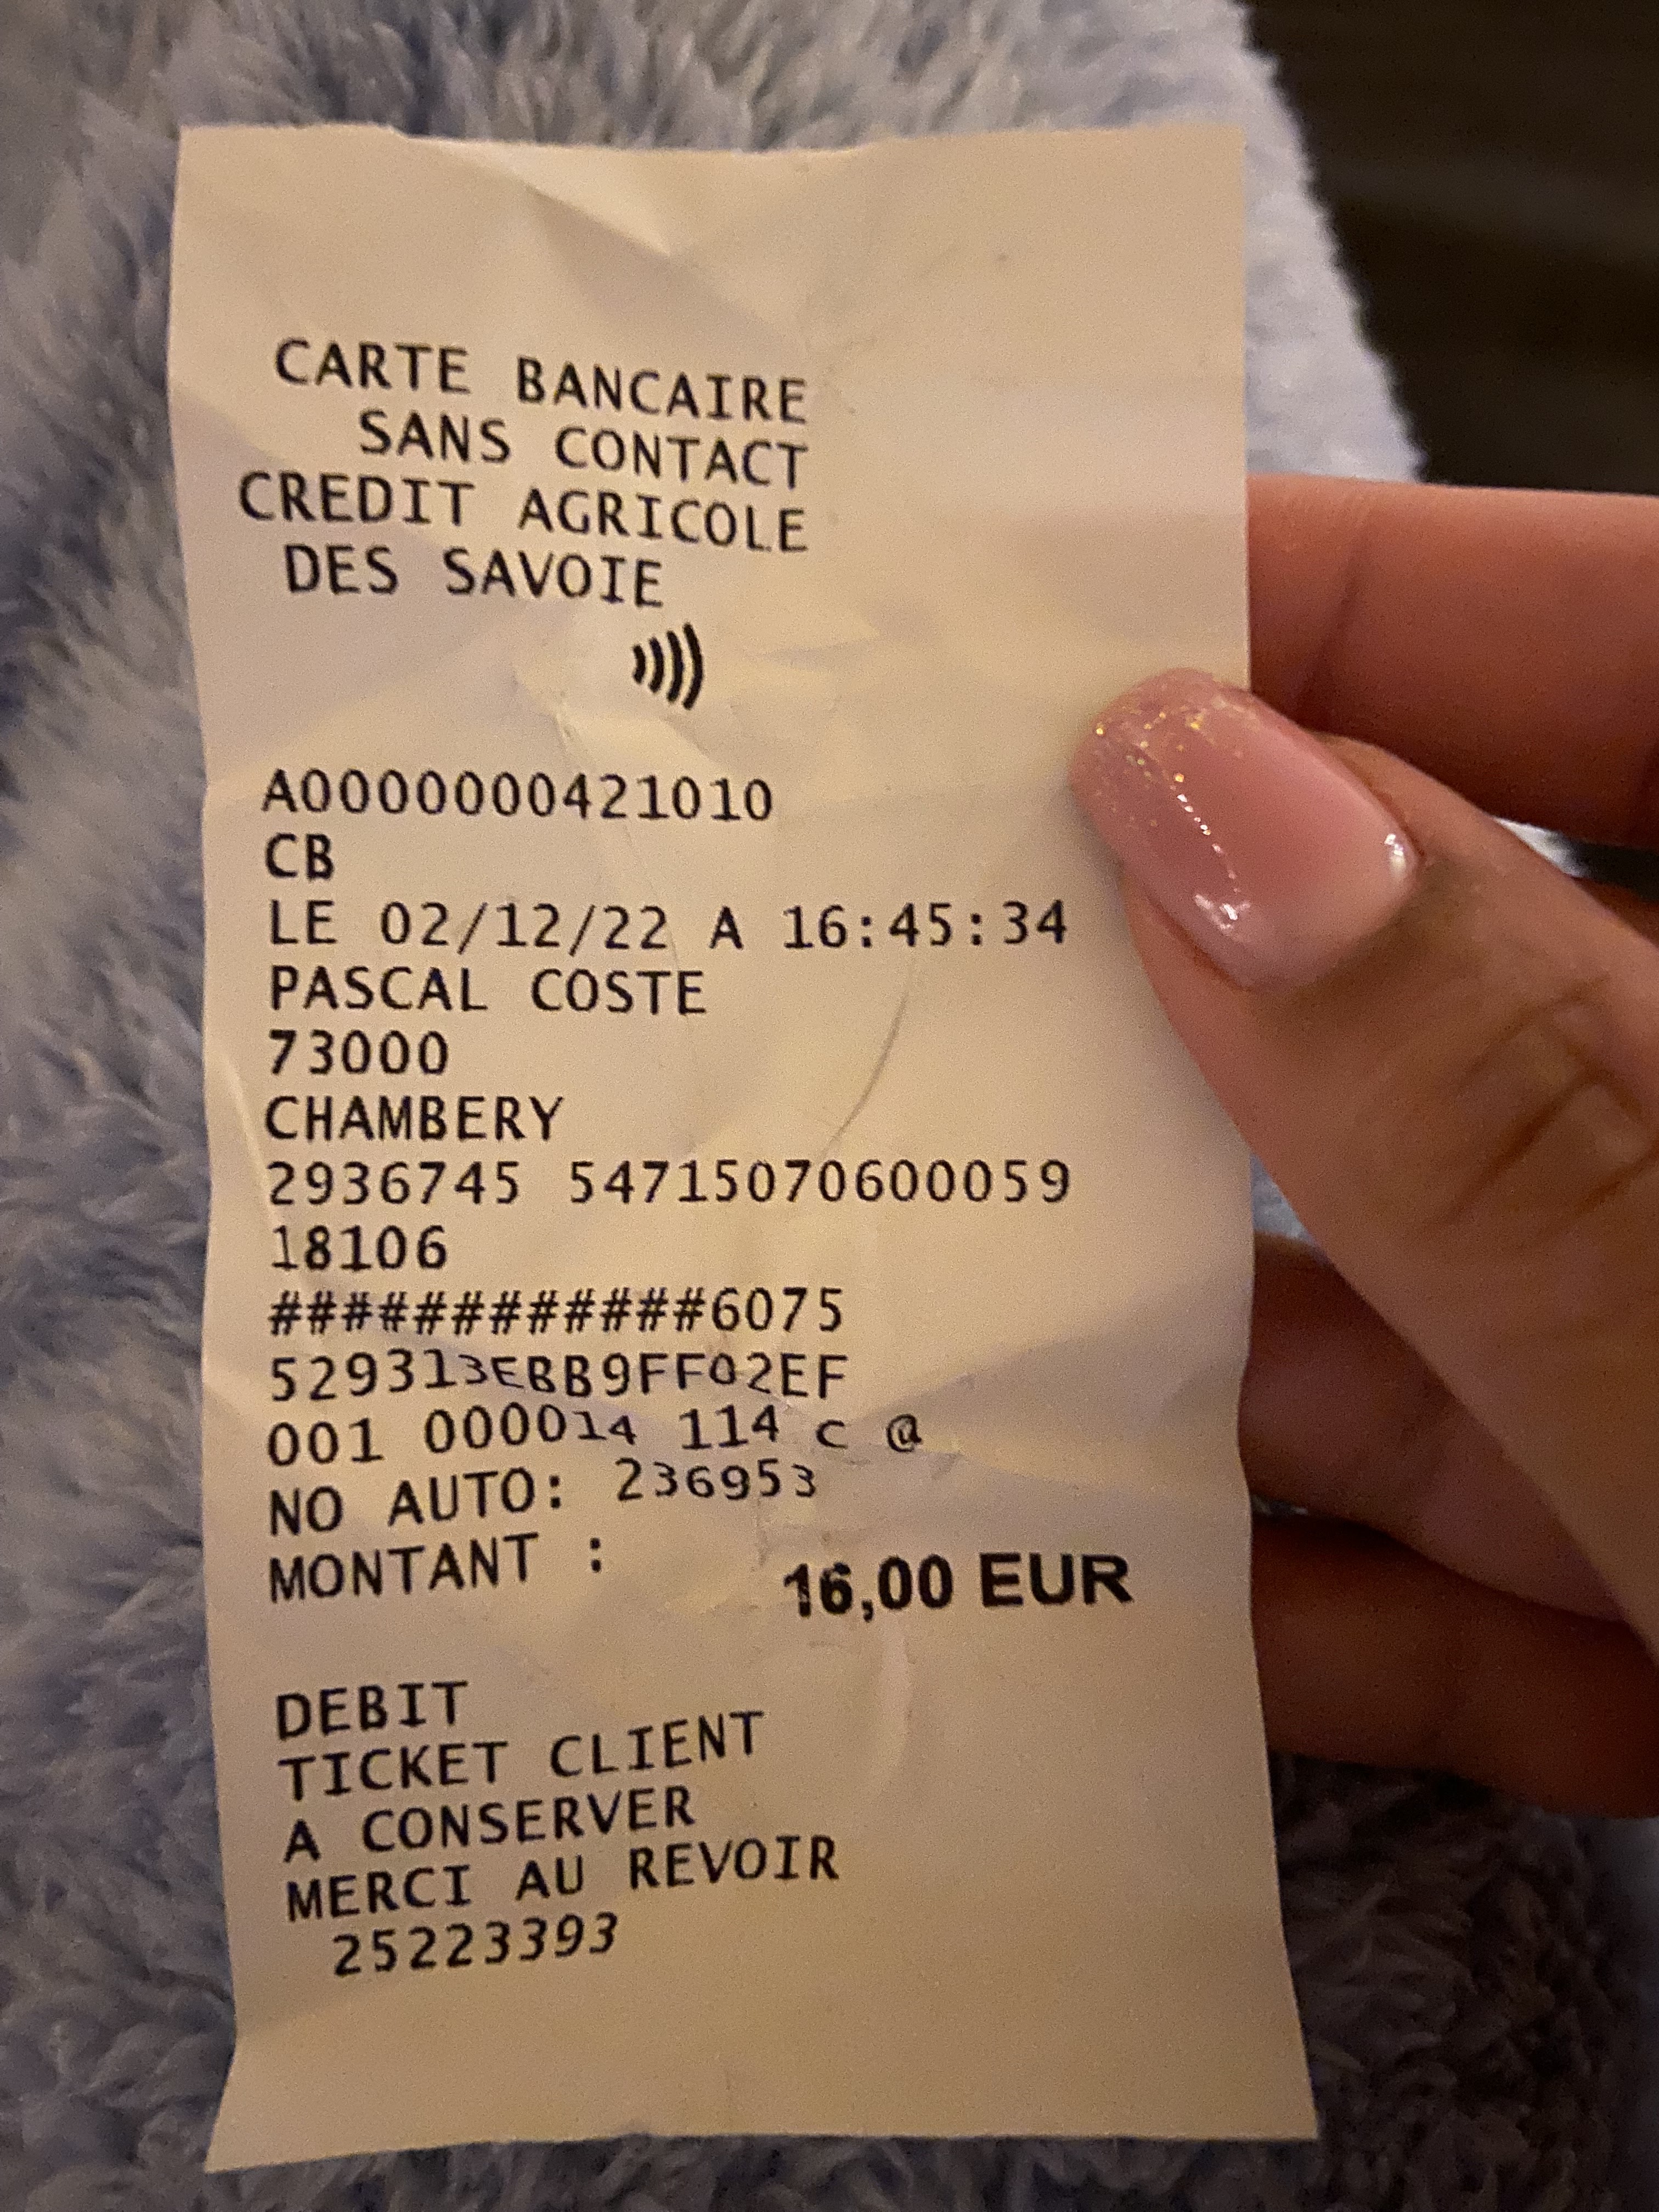 CARTE BANCAIRE
SANS CONTACT
CREDIT AGRICOLE
DES SAVOIE
A0000000421010
CB
LE 02/12/22 A 16:45:34
PASCAL COSTE
73000
CHAMBERY
2936745 54715070600059
18106
############6075
529313EBB9FF02EF
001 000014 114 C @
NO AUTO: 236953
MONTANT :
16,00 EUR
DEBIT
TICKET CLIENT
A CONSERVER
MERCI AU REVOIR
25223393